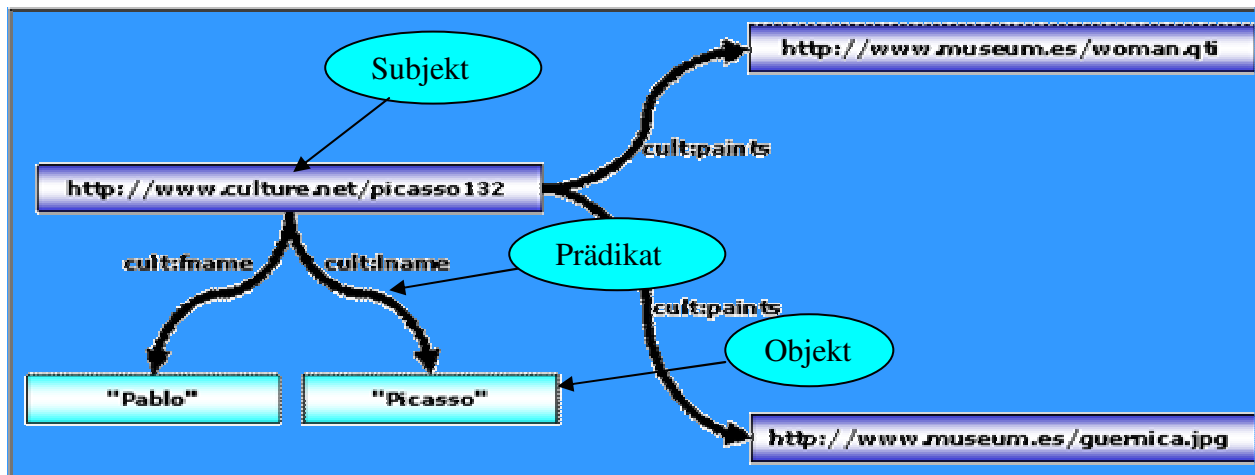 Subjekt
http://www.museum.es/woman.qti
cult:paints
http://www.culture.net/picasso132
cult:fname
cult:lname
Prädikat
cult:paints
Objekt
"Pablo"
"Picasso"
http://www.museum.es/guernica.jpg